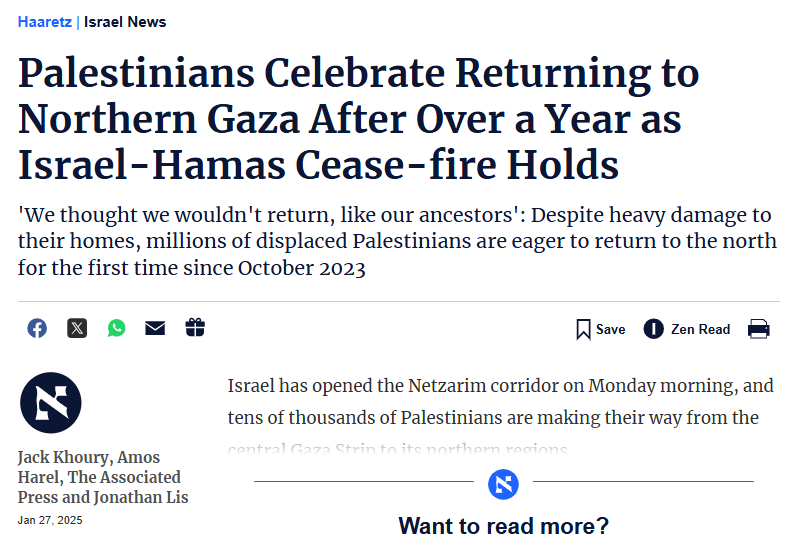 Haaretz | Israel News
Palestinians Celebrate Returning to
Northern Gaza After Over a Year as
Israel-Hamas Cease-fire Holds
'We thought we wouldn't return, like our ancestors': Despite heavy damage to
their homes, millions of displaced Palestinians are eager to return to the north
for the first time since October 2023
Save
Zen Read
Israel has opened the Netzarim corridor on Monday morning, and
tens of thousands of Palestinians are making their way from the
central Gaza Strip to its northern regions
Jack Khoury, Amos
Harel, The Associated
Press and Jonathan Lis
Jan 27, 2025
Want to read more?